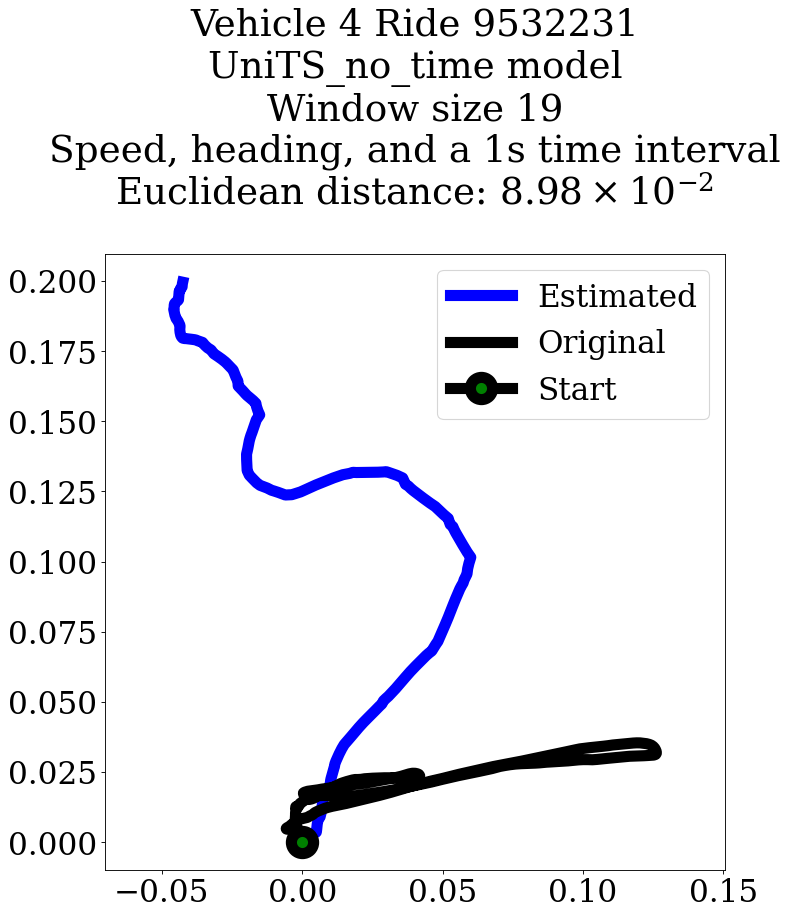 Vehicle 4 Ride 9532231
UniTS_no_time model
Window size 19
Speed, heading, and a 1s time interval
Euclidean distance: 8.98 × 10⁻²
Estimated
Original
Start
0.200
0.175
0.150
0.125
0.100
0.075
0.050
0.025
0.000
−0.05 0.00 0.05 0.10 0.15